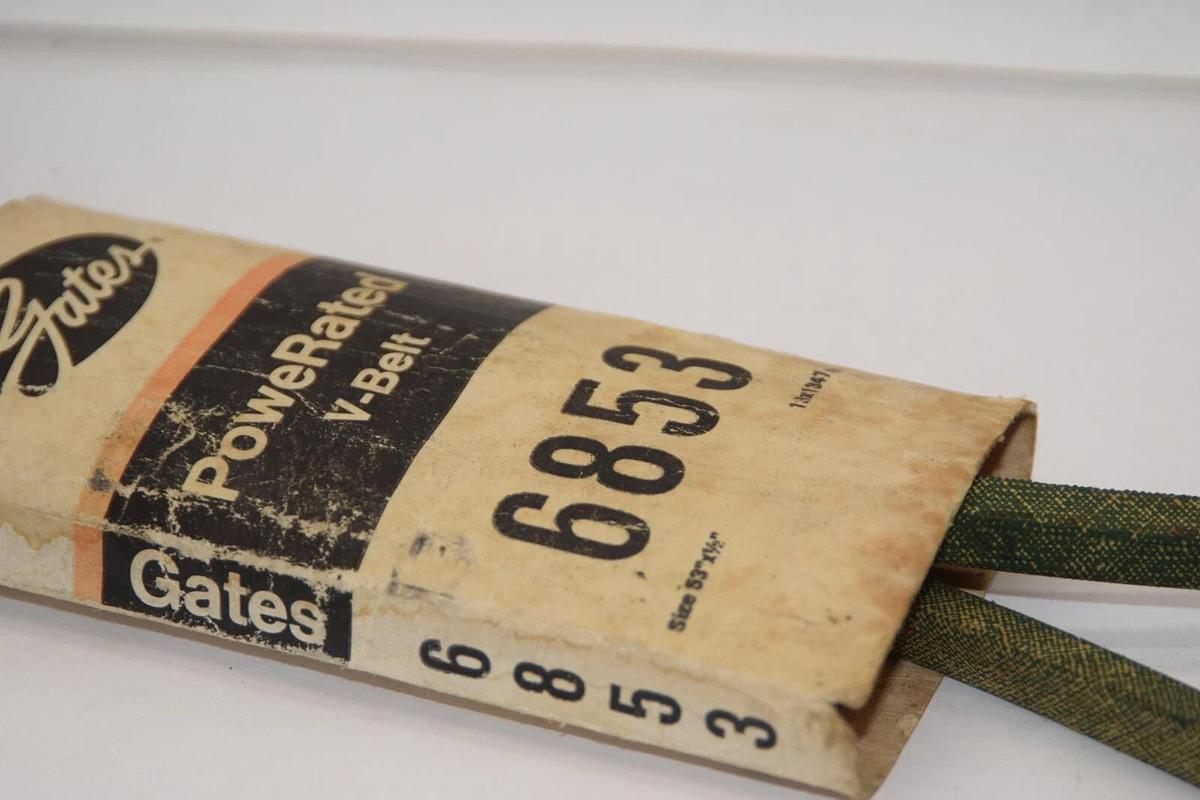 Gates
PoweRated
V-Belt
6853
Size 53"x½"
Gates
6853